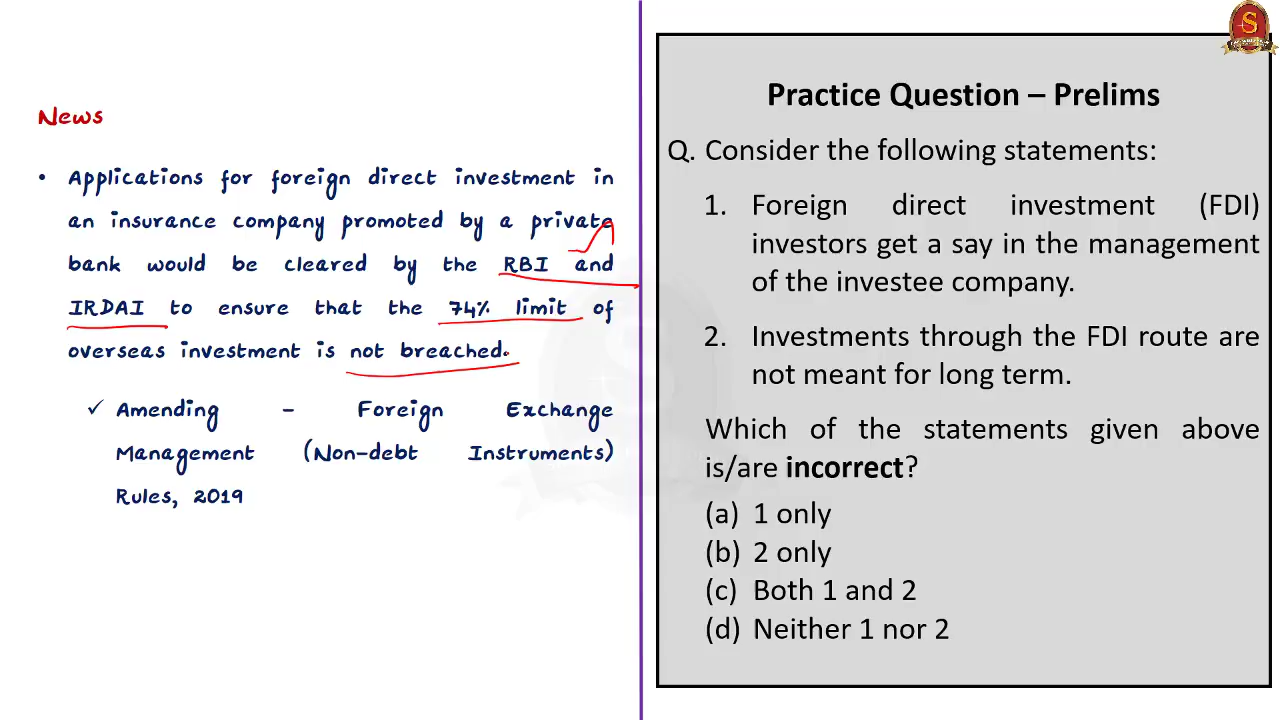 News
• Applications for foreign direct investment in
an insurance company promoted by a private
bank would be cleared by the RBI and
IRDAI to ensure that the 74% limit of
overseas investment is not breached.
✓ Amending - Foreign Exchange
Management (Non-debt Instruments)
Rules, 2019
Practice Question – Prelims
Q. Consider the following statements:
1. Foreign direct investment (FDI)
investors get a say in the management
of the investee company.
2. Investments through the FDI route are
not meant for long term.
Which of the statements given above
is/are incorrect?
(a) 1 only
(b) 2 only
(c) Both 1 and 2
(d) Neither 1 nor 2